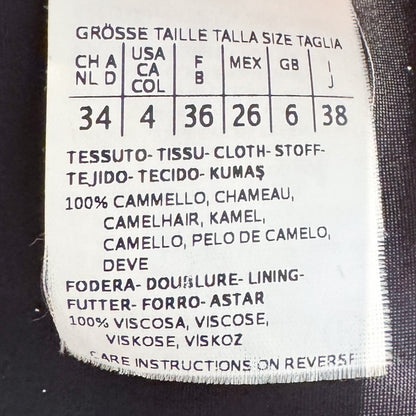 GRÖSSE TAILLE TALLA SIZE TAGLIA
CH A NL D | USA CA COL | F B | MEX | GB | I J
34 | 4 | 36 | 26 | 6 | 38
TESSUTO- TISSU- CLOTH- STOFF-
TEJIDO- TECIDO- KUMAŞ
100% CAMMELLO, CHAMEAU,
CAMELHAIR, KAMEL,
CAMELLO, PELO DE CAMELO,
DEVE
FODERA- DOUBLURE- LINING-
FUTTER- FORRO- ASTAR
100% VISCOSA, VISCOSE,
VISKOSE, VISKOZ
CARE INSTRUCTIONS ON REVERSE